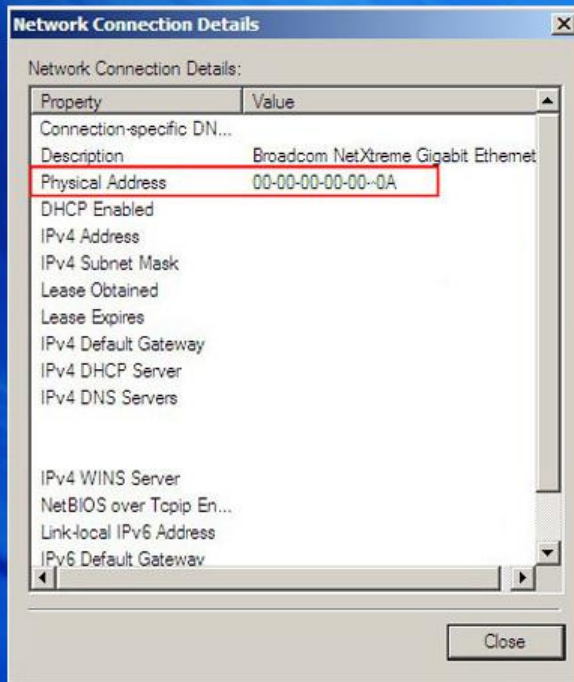 Network Connection Details
Network Connection Details:
Property Value
Connection-specific DN...
Description Broadcom NetXtreme Gigabit Ethernet
Physical Address 00-00-00-00-00--0A
DHCP Enabled
IPv4 Address
IPv4 Subnet Mask
Lease Obtained
Lease Expires
IPv4 Default Gateway
IPv4 DHCP Server
IPv4 DNS Servers
IPv4 WINS Server
NetBIOS over Tcpip En...
Link-local IPv6 Address
IPv6 Default Gateway
Close